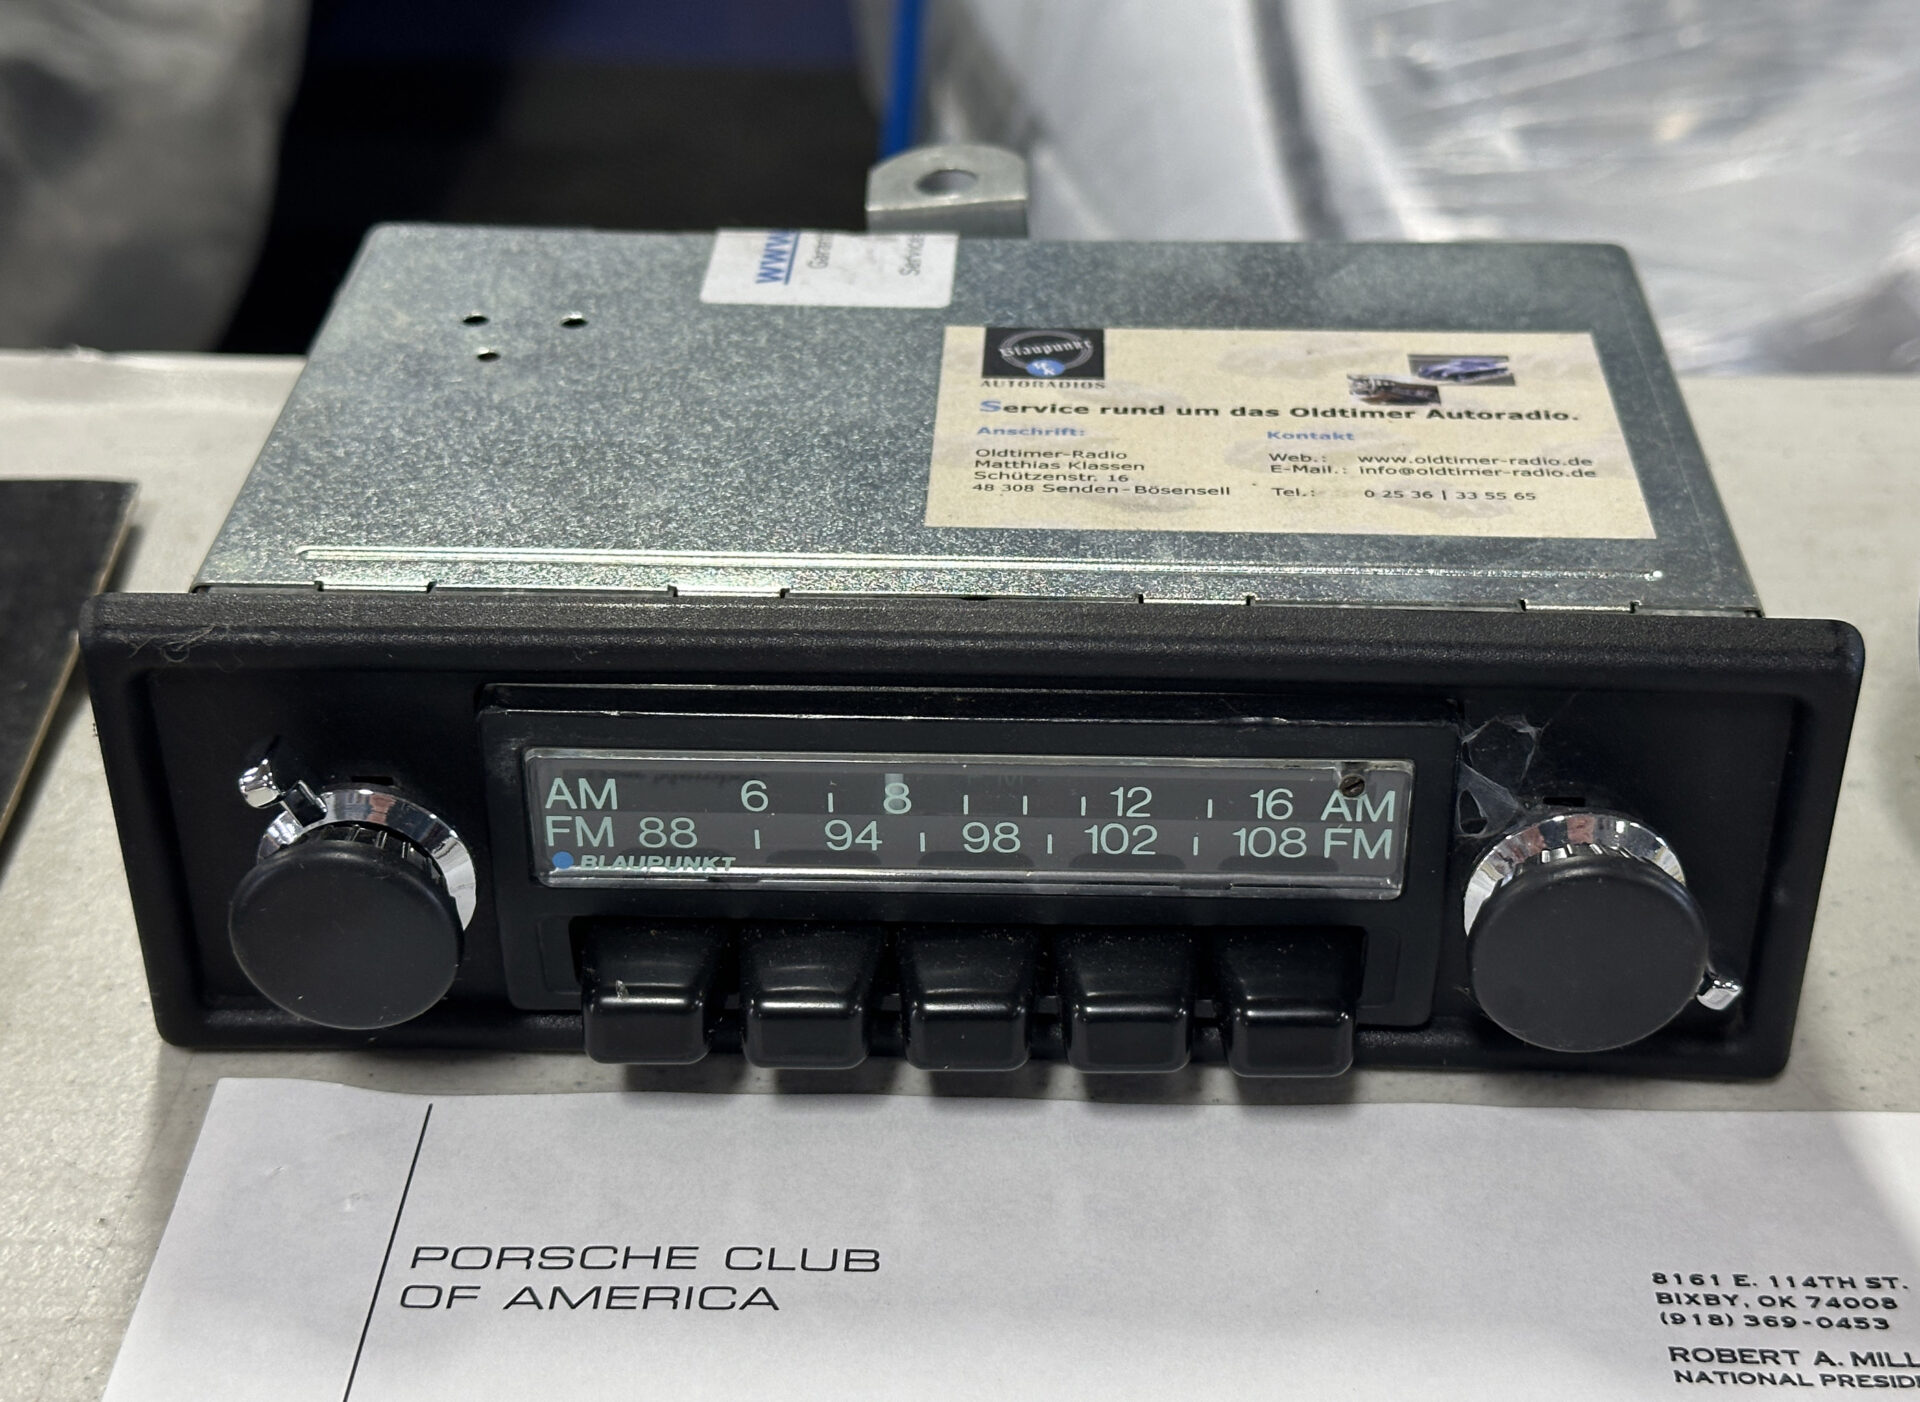 www
Service
Blaupunkt
AUTORADIOS
Service rund um das Oldtimer Autoradio.
Anschrift:
Oldtimer-Radio
Matthias Klassen
Schützenstr. 16
48 308 Senden-Bösensell
Kontakt
Web.: www.oldtimer-radio.de
E-Mail.: info@oldtimer-radio.de
Tel.: 0 25 36 | 33 55 65
AM 6 8 12 16 AM
FM 88 94 98 102 108 FM
BLAUPUNKT
PORSCHE CLUB
OF AMERICA
8161 E. 114TH ST.
BIXBY, OK 74008
(918) 369-0453
ROBERT A. MILL
NATIONAL PRESID